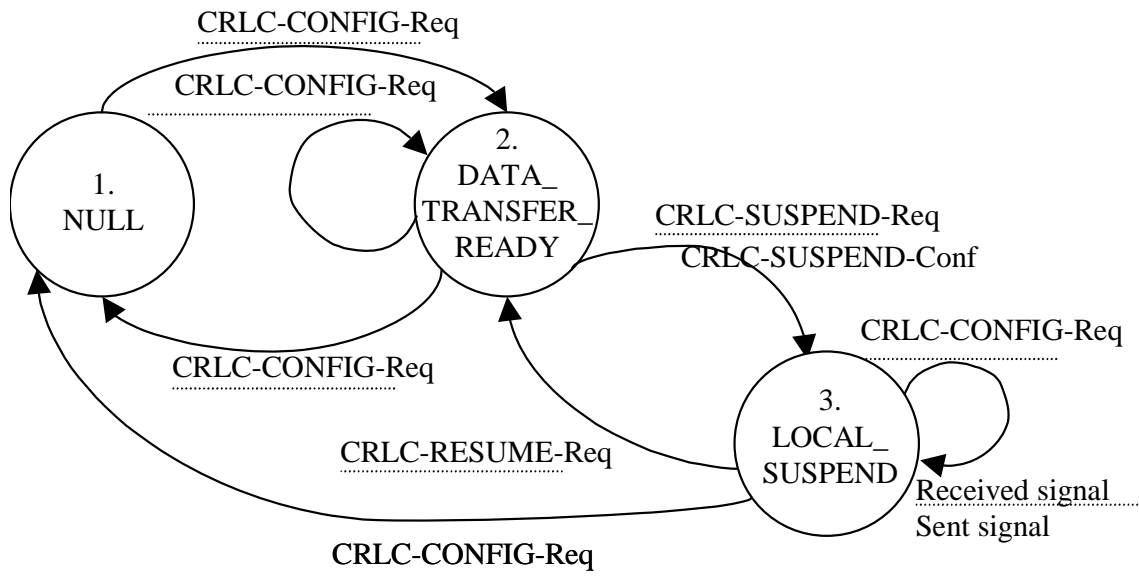 CRLC-CONFIG-Req
CRLC-CONFIG-Req
1.
NULL
2.
DATA_
TRANSFER_
READY
CRLC-SUSPEND-Req
CRLC-SUSPEND-Conf
CRLC-CONFIG-Req
CRLC-CONFIG-Req
3.
LOCAL_
SUSPEND
CRLC-RESUME-Req
Received signal
Sent signal
CRLC-CONFIG-Req